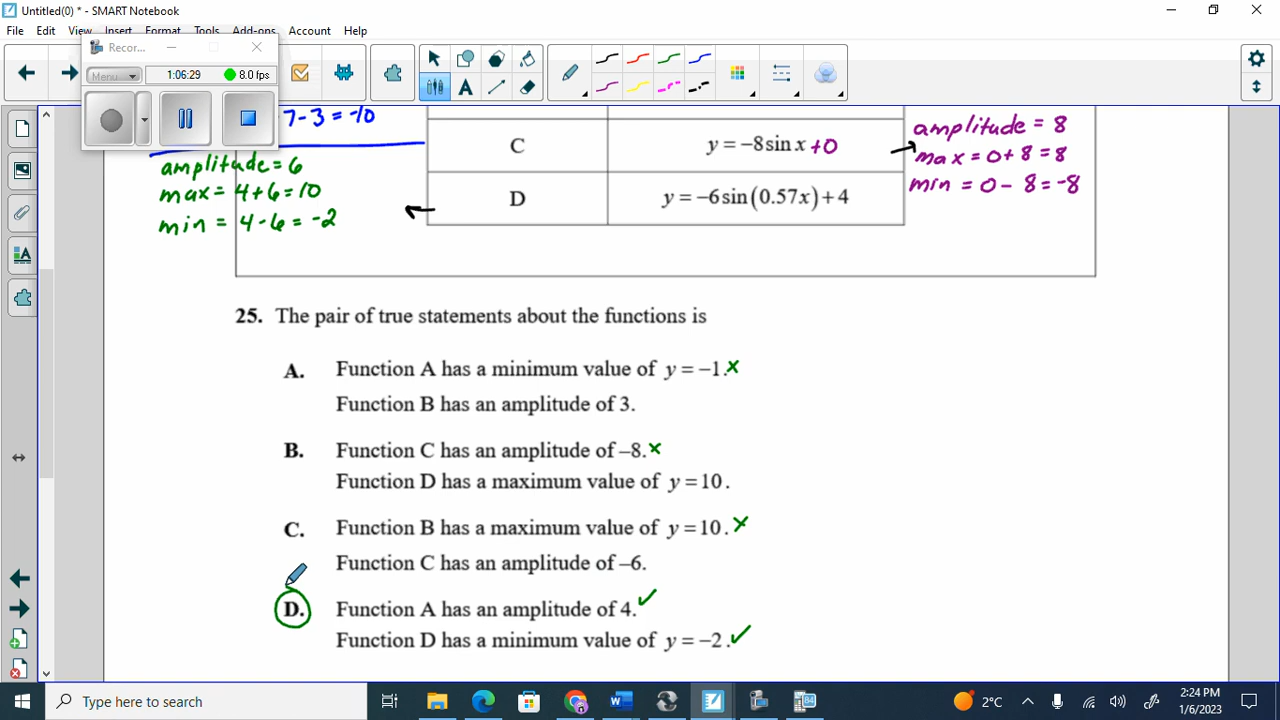 Untitled(0) * - SMART Notebook
File Edit View Insert Format Tools Add-ons Account Help
Recor...
Menu 1:06:29 8.0 fps
7 - 3 = -10
amplitude = 6
max = 4 + 6 = 10
min = 4 - 6 = -2
C y = −8 sin x + 0
D y = −6 sin(0.57x) + 4
amplitude = 8
max = 0 + 8 = 8
min = 0 - 8 = -8
25. The pair of true statements about the functions is
A. Function A has a minimum value of y = −1. x
Function B has an amplitude of 3.
B. Function C has an amplitude of −8. x
Function D has a maximum value of y = 10.
C. Function B has a maximum value of y = 10. x
Function C has an amplitude of −6.
D. Function A has an amplitude of 4. ✓
Function D has a minimum value of y = −2. ✓
Type here to search
2°C
2:24 PM
1/6/2023